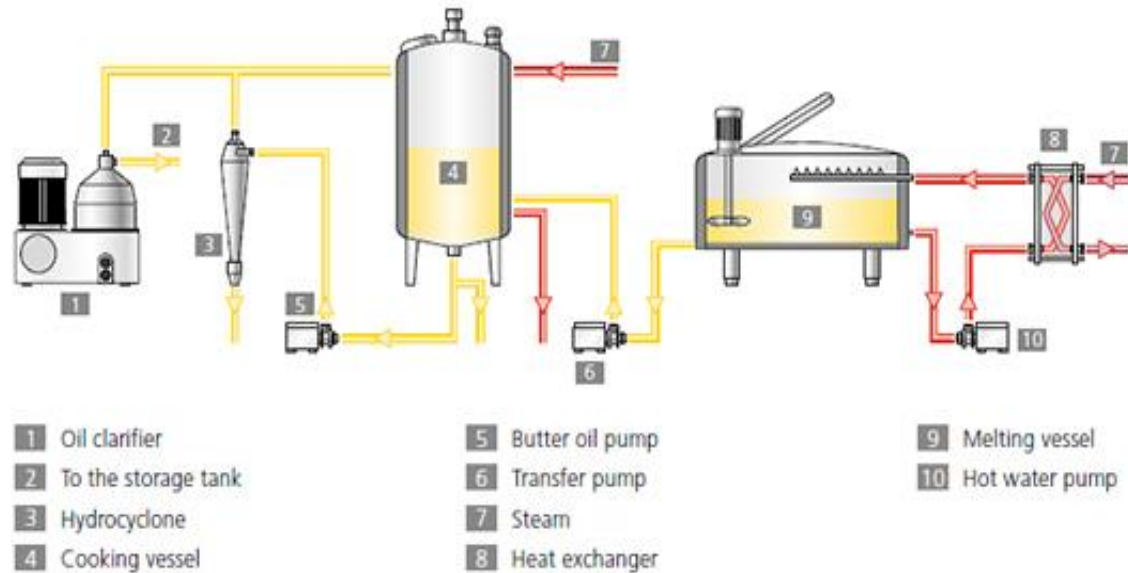 7
2
8
7
4
3
9
5
1
10
6
1 Oil clarifier
2 To the storage tank
3 Hydrocyclone
4 Cooking vessel
5 Butter oil pump
6 Transfer pump
7 Steam
8 Heat exchanger
9 Melting vessel
10 Hot water pump